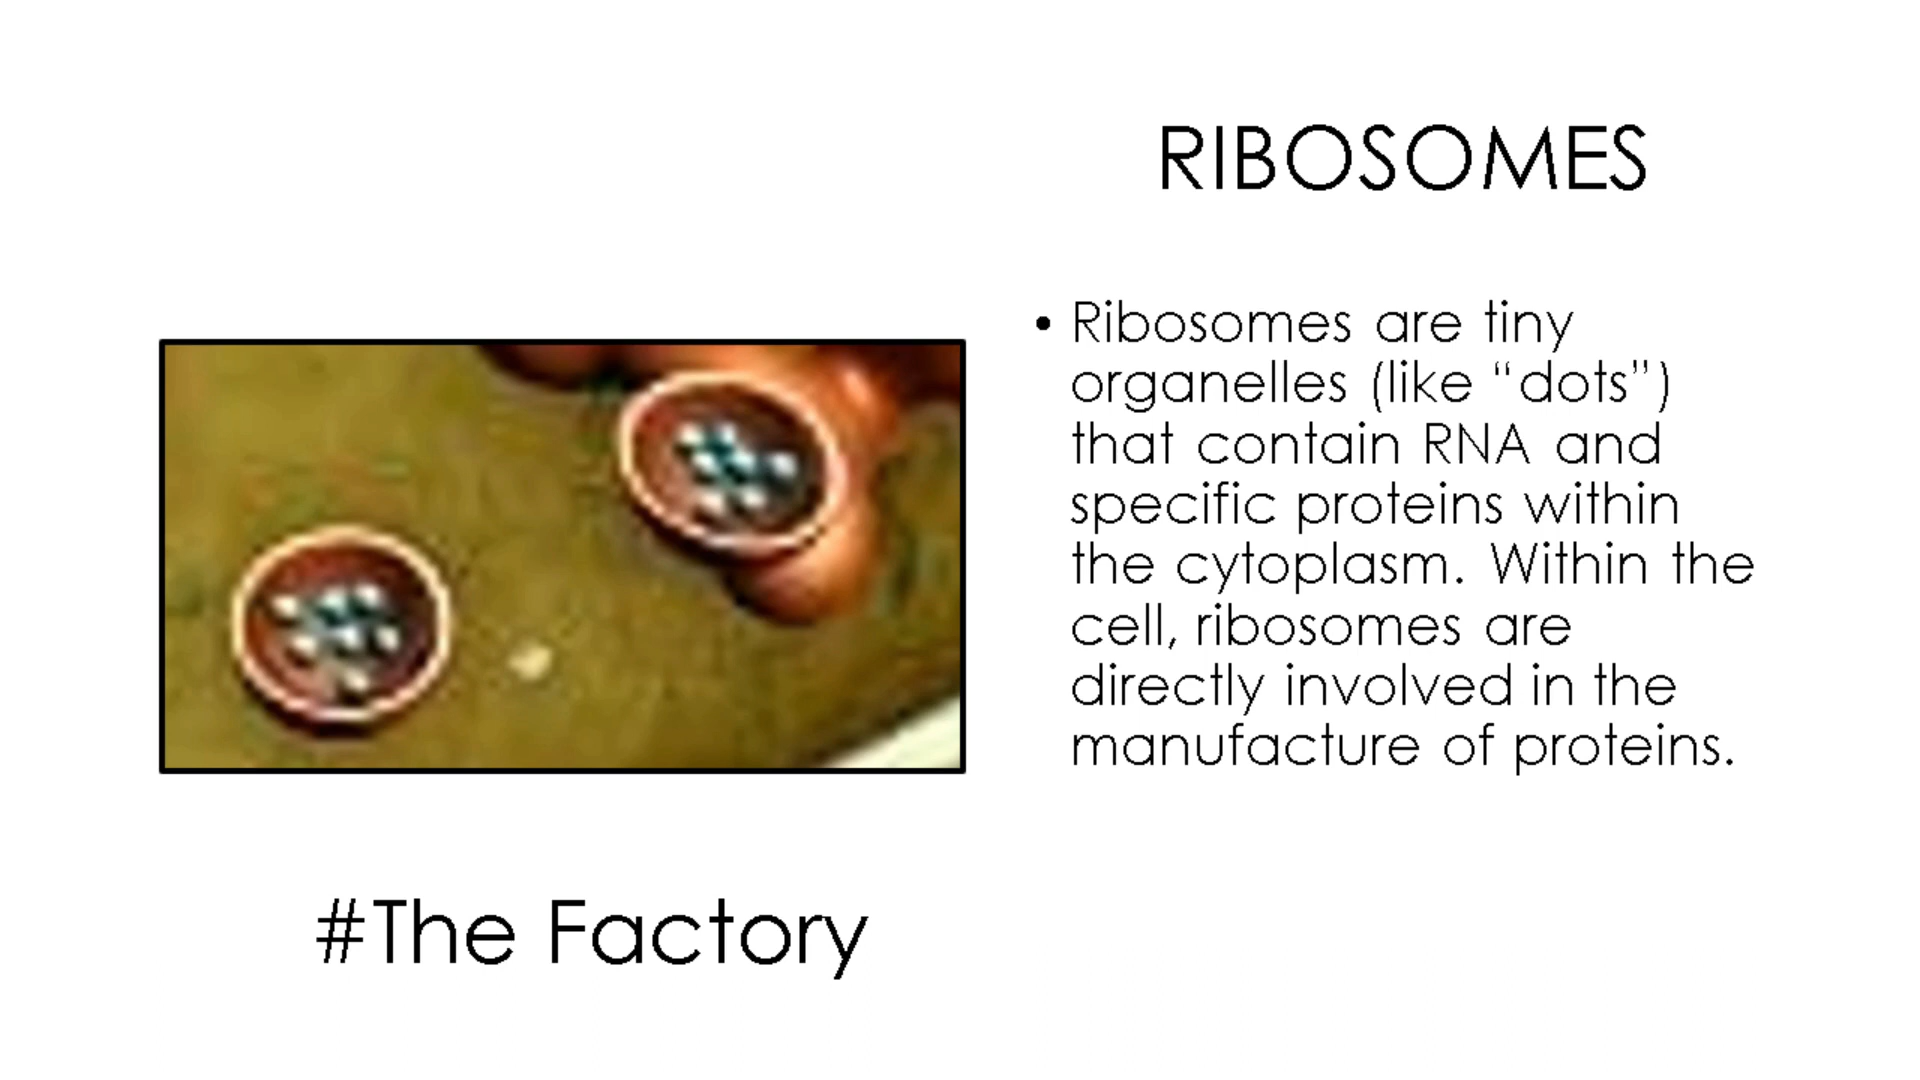 RIBOSOMES
• Ribosomes are tiny
organelles (like “dots”)
that contain RNA and
specific proteins within
the cytoplasm. Within the
cell, ribosomes are
directly involved in the
manufacture of proteins.
#The Factory